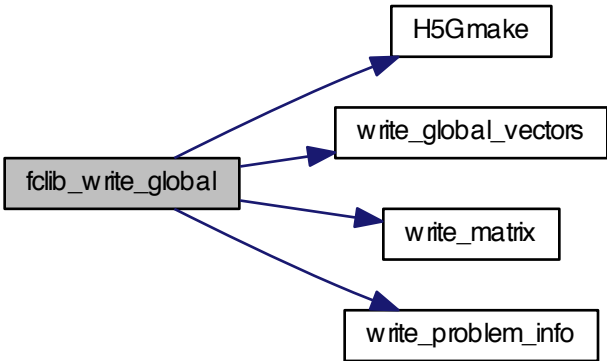 H5Gmake
write_global_vectors
fclib_write_global
write_matrix
write_problem_info